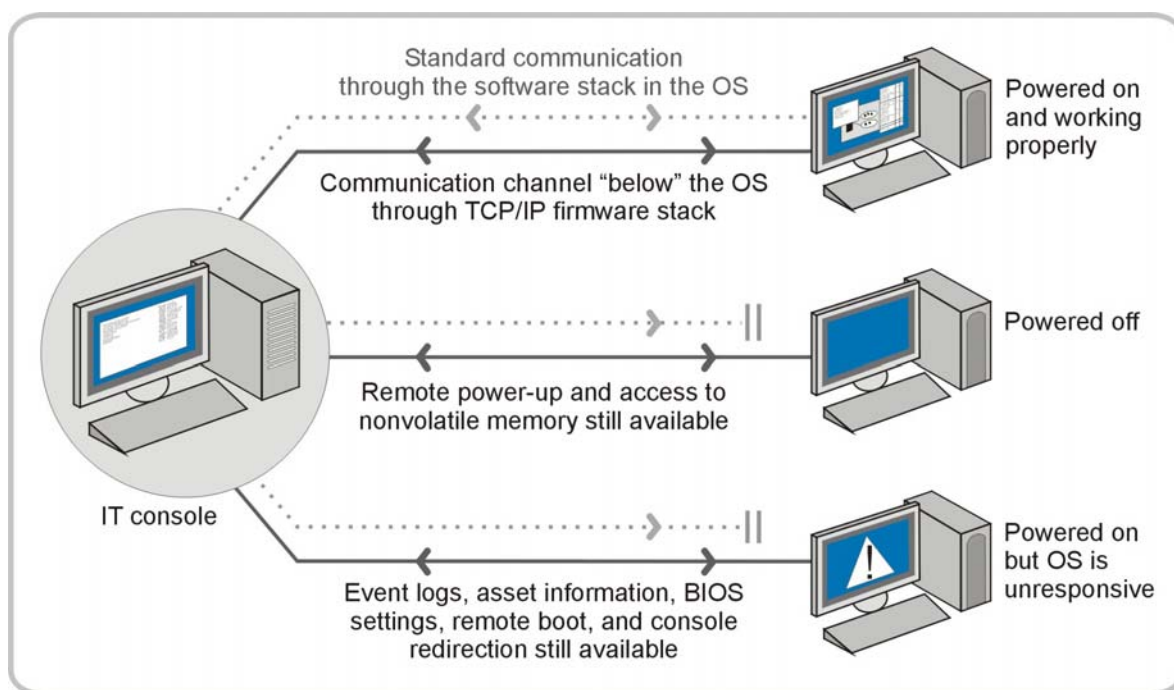 Standard communication
through the software stack in the OS
Powered on
and working
properly
Communication channel “below” the OS
through TCP/IP firmware stack
Powered off
Remote power-up and access to
nonvolatile memory still available
IT console
Powered on
but OS is
unresponsive
!
Event logs, asset information, BIOS
settings, remote boot, and console
redirection still available